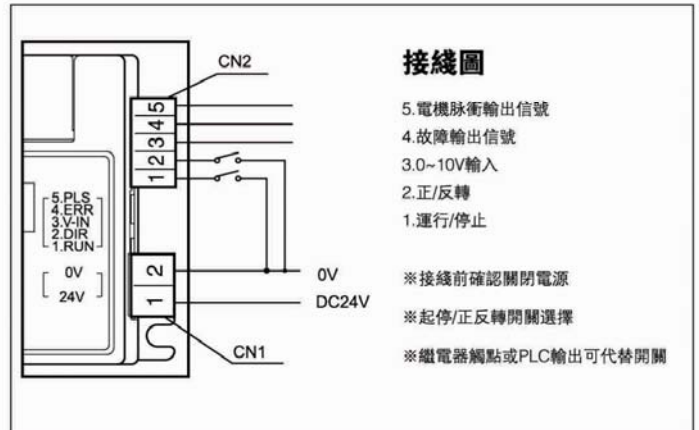 CN2
5
4
3
2
1
5.PLS
4.ERR
3.V-IN
2.DIR
1.RUN
0V
24V
2
1
0V
DC24V
CN1
接綫圖
5.電機脉衝輸出信號
4.故障輸出信號
3.0~10V輸入
2.正/反轉
1.運行/停止
※接綫前確認關閉電源
※起停/正反轉開關選擇
※繼電器觸點或PLC輸出可代替開關